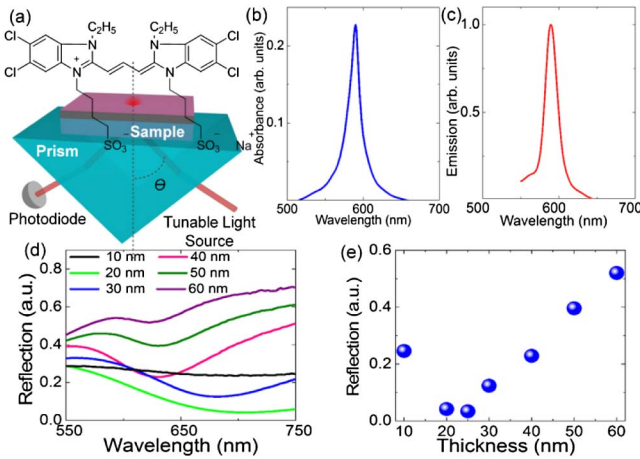 (a)
C₂H₅ C₂H₅
Cl N N Cl
+
Cl N N Cl
Sample
SO₃⁻ SO₃⁻ Na⁺
Prism
Θ
Photodiode
Tunable Light
Source
(b)
Absorbance (arb. units)
0.2
0.1
500 600 700
Wavelength (nm)
(c)
Emission (arb. units)
1.0
0.5
500 600 700
Wavelength (nm)
(d)
10 nm 40 nm
20 nm 50 nm
30 nm 60 nm
Reflection (a.u.)
0.8
0.6
0.4
0.2
0.0
550 650 750
Wavelength (nm)
(e)
Reflection (a.u.)
0.6
0.4
0.2
0.0
10 20 30 40 50 60
Thickness (nm)